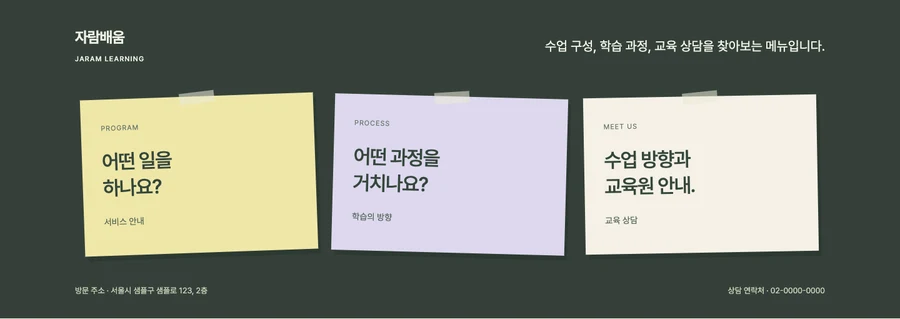 자람배움
JARAM LEARNING
수업 구성, 학습 과정, 교육 상담을 찾아보는 메뉴입니다.
PROGRAM
어떤 일을
하나요?
서비스 안내
PROCESS
어떤 과정을
거치나요?
학습의 방향
MEET US
수업 방향과
교육원 안내.
교육 상담
방문 주소 · 서울시 샘플구 샘플로 123, 2층
상담 연락처 · 02-0000-0000